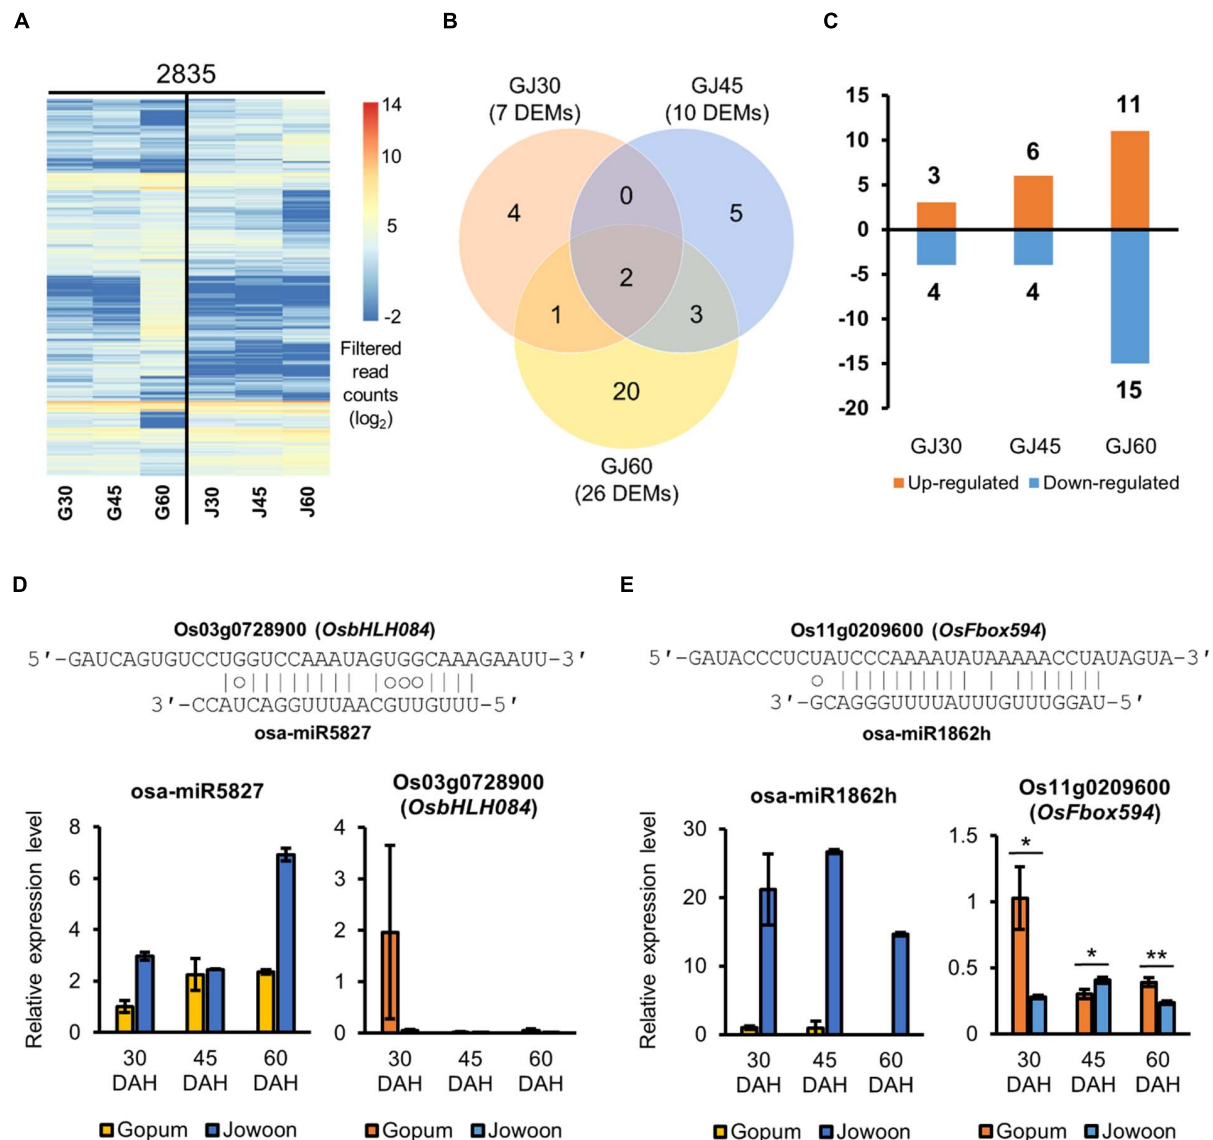 A
2835
14
10
5
-2
Filtered
read
counts
(log2)
G30
G45
G60
J30
J45
J60
B
GJ30
(7 DEMs)
GJ45
(10 DEMs)
4
0
5
2
1
3
20
GJ60
(26 DEMs)
C
15
10
5
0
-5
-10
-15
-20
3
6
11
4
4
15
GJ30
GJ45
GJ60
Up-regulated
Down-regulated
D
Os03g0728900 (OsbHLH084)
5′-GAUCAGUGUCCUGGUCCAAAUAGUGGCAAAGAAUU-3′
3′-CCAUCAGGUUUAACGUUGUUU-5′
osa-miR5827
osa-miR5827
Relative expression level
8
6
4
2
0
30
DAH
45
DAH
60
DAH
Gopum
Jowoon
Os03g0728900
(OsbHLH084)
4
3
2
1
0
30
DAH
45
DAH
60
DAH
Gopum
Jowoon
E
Os11g0209600 (OsFbox594)
5′-GAUACCCUCUAUCCCAAAAUAUAAAAACCUAUAGUA-3′
3′-GCAGGGUUUUAUUUGUUUGGAU-5′
osa-miR1862h
osa-miR1862h
Relative expression level
30
20
10
0
30
DAH
45
DAH
60
DAH
Gopum
Jowoon
Os11g0209600
(OsFbox594)
1.5
1
0.5
0
*
*
**
30
DAH
45
DAH
60
DAH
Gopum
Jowoon